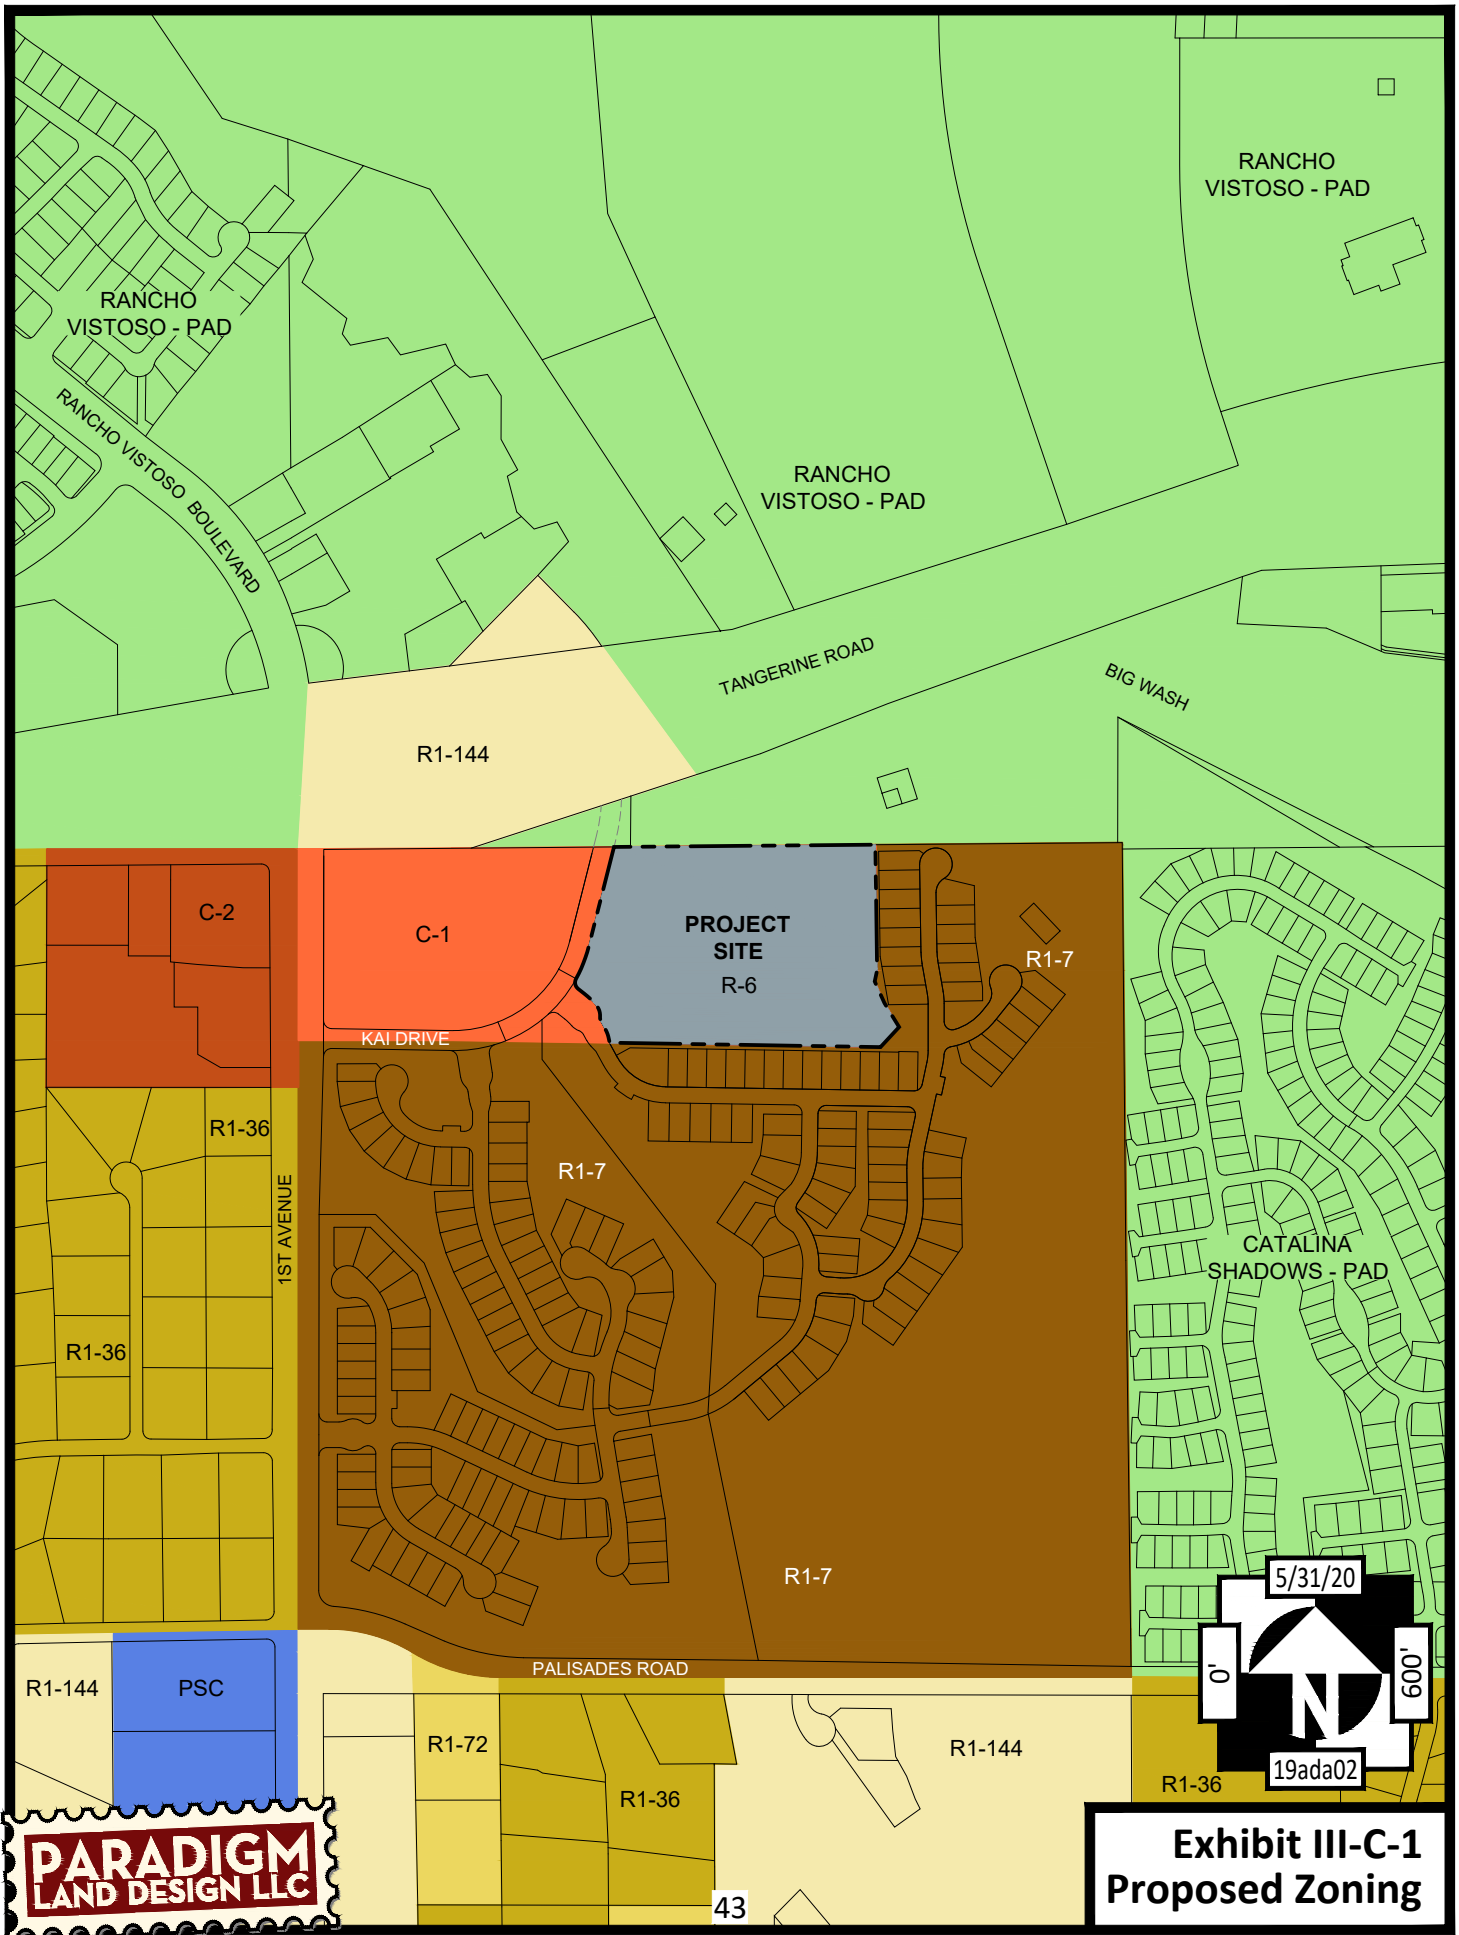 RANCHO
VISTOSO - PAD
RANCHO
VISTOSO - PAD
RANCHO VISTOSO BOULEVARD
RANCHO
VISTOSO - PAD
TANGERINE ROAD
BIG WASH
R1-144
C-2
C-1
PROJECT
SITE
R-6
R1-7
KAI DRIVE
R1-36
1ST AVENUE
R1-7
CATALINA
SHADOWS - PAD
R1-36
R1-7
5/31/20
0'
600'
N
19ada02
PALISADES ROAD
R1-144
PSC
R1-72
R1-144
R1-36
R1-36
PARADIGM
LAND DESIGN LLC
43
Exhibit III-C-1
Proposed Zoning